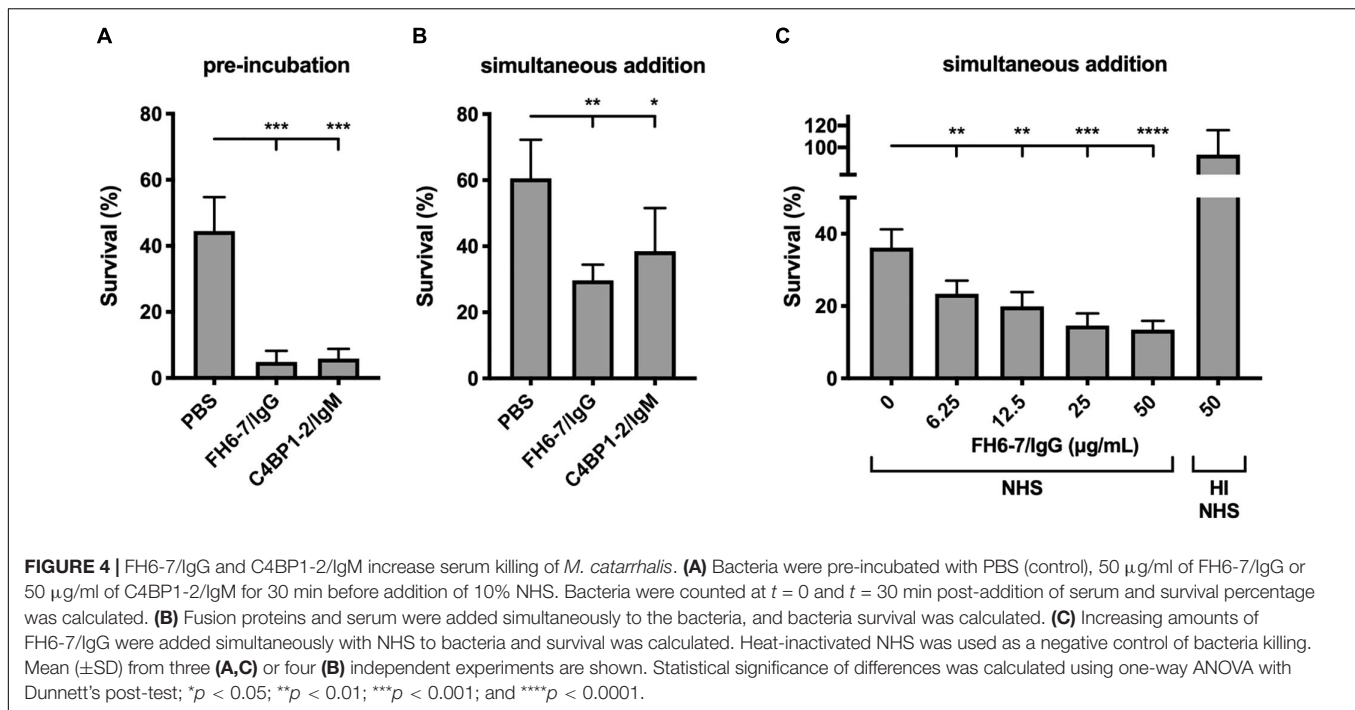 A
pre-incubation
Survival (%)
80
60
40
20
0
***
***
PBS
FH6-7/IgG
C4BP1-2/IgM
B
simultaneous addition
Survival (%)
80
60
40
20
0
**
*
PBS
FH6-7/IgG
C4BP1-2/IgM
C
simultaneous addition
Survival (%)
120
100
40
20
0
**
**
***
****
0
6.25
12.5
25
50
50
FH6-7/IgG (µg/mL)
NHS
HI
NHS
FIGURE 4 | FH6-7/IgG and C4BP1-2/IgM increase serum killing of M. catarrhalis. (A) Bacteria were pre-incubated with PBS (control), 50 µg/ml of FH6-7/IgG or
50 µg/ml of C4BP1-2/IgM for 30 min before addition of 10% NHS. Bacteria were counted at t = 0 and t = 30 min post-addition of serum and survival percentage
was calculated. (B) Fusion proteins and serum were added simultaneously to the bacteria, and bacteria survival was calculated. (C) Increasing amounts of
FH6-7/IgG were added simultaneously with NHS to bacteria and survival was calculated. Heat-inactivated NHS was used as a negative control of bacteria killing.
Mean (±SD) from three (A,C) or four (B) independent experiments are shown. Statistical significance of differences was calculated using one-way ANOVA with
Dunnett's post-test; *p < 0.05; **p < 0.01; ***p < 0.001; and ****p < 0.0001.